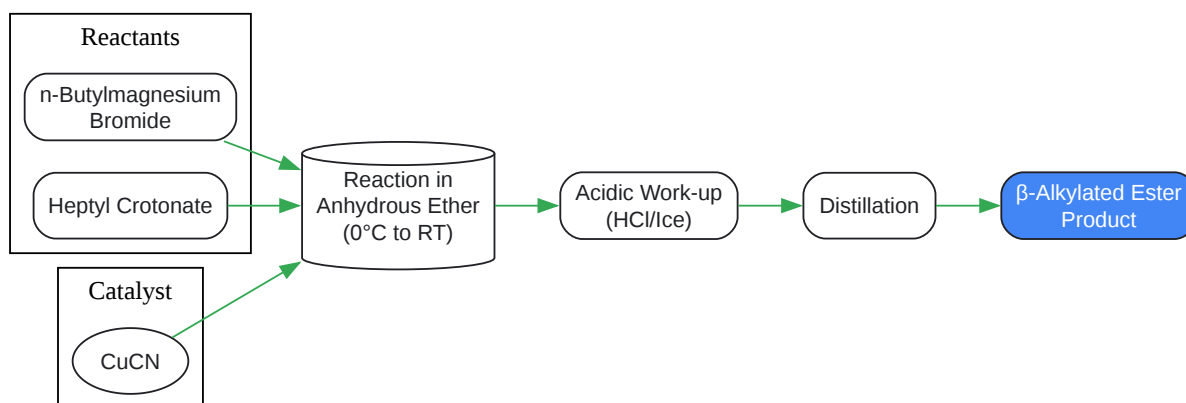 Reactants
n-Butylmagnesium
Bromide
Heptyl Crotonate
Catalyst
CuCN
Reaction in
Anhydrous Ether
(0°C to RT)
Acidic Work-up
(HCl/Ice)
Distillation
β-Alkylated Ester
Product